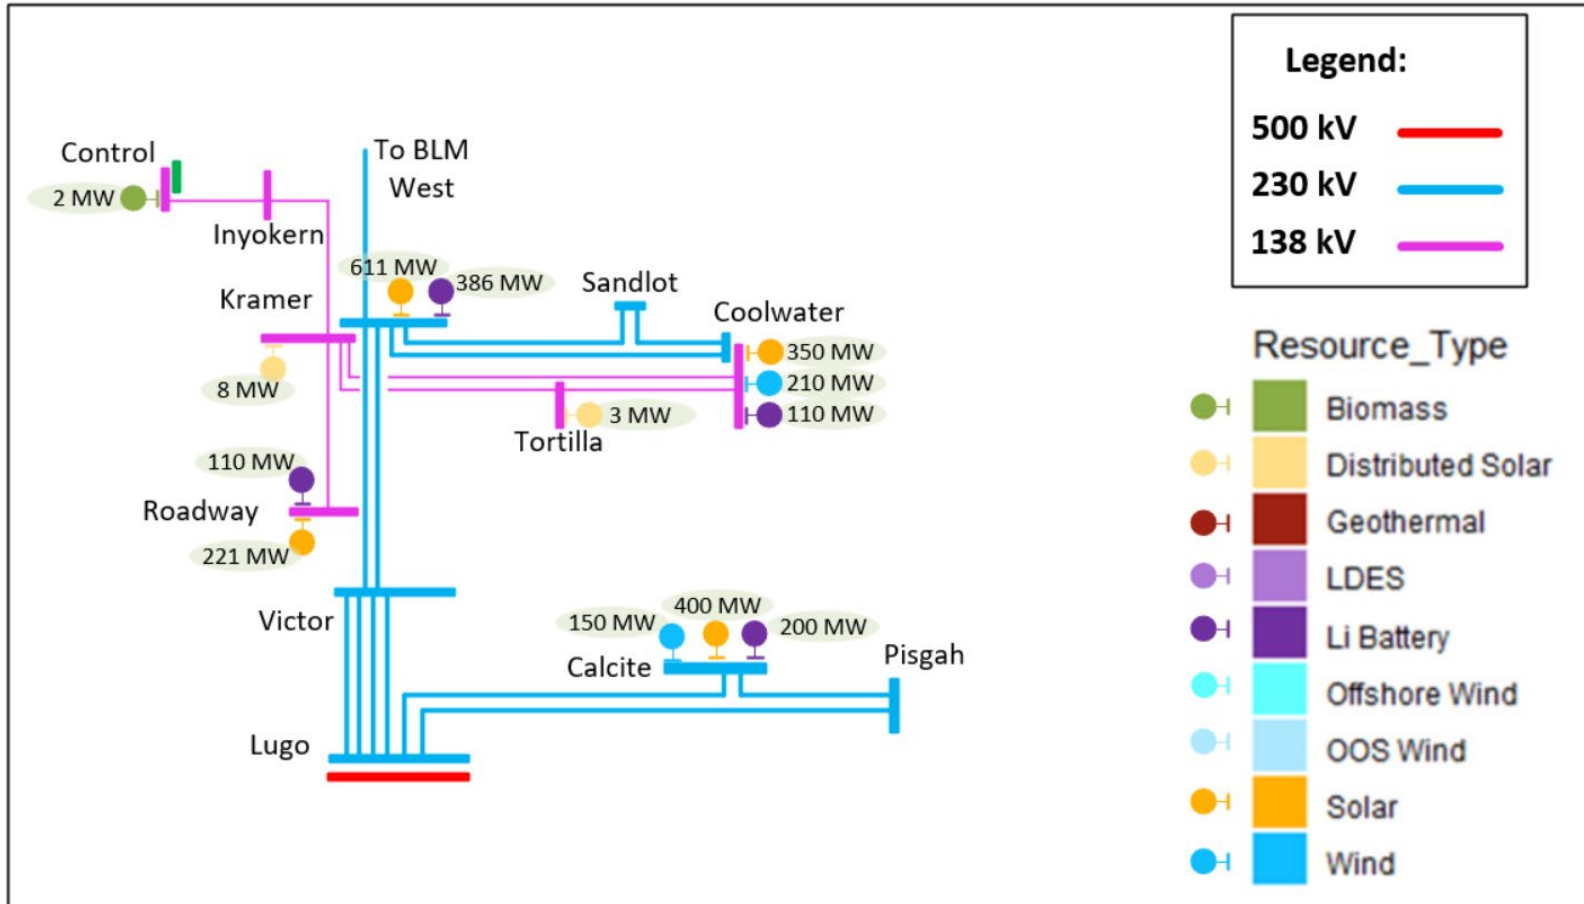 Legend:
500 kV
230 kV
138 kV
Control
To BLM
West
2 MW
Inyokern
611 MW
386 MW
Sandlot
Kramer
Coolwater
350 MW
210 MW
110 MW
8 MW
3 MW
Tortilla
110 MW
Roadway
221 MW
Victor
150 MW
400 MW
200 MW
Calcite
Pisgah
Lugo
Resource_Type
Biomass
Distributed Solar
Geothermal
LDES
Li Battery
Offshore Wind
OOS Wind
Solar
Wind